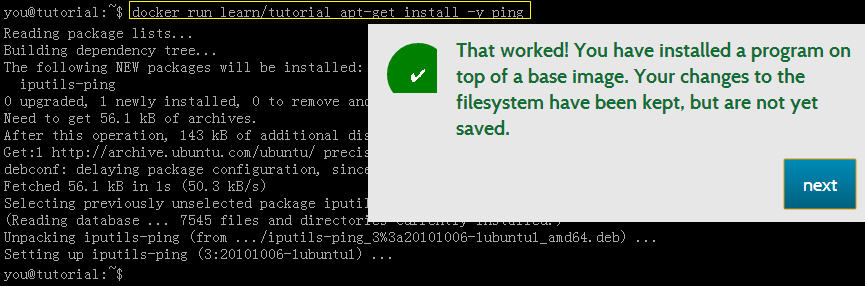 you@tutorial:~$ docker run learn/tutorial apt-get install -y ping
Reading package lists...
Building dependency tree...
The following NEW packages will be installed:
iputils-ping
0 upgraded, 1 newly installed, 0 to remove and
Need to get 56.1 kB of archives.
After this operation, 143 kB of additional dis
Get:1 http://archive.ubuntu.com/ubuntu/ precis
debconf: delaying package configuration, since
Fetched 56.1 kB in 1s (50.3 kB/s)
Selecting previously unselected package iputil
(Reading database ... 7545 files and directories currently installed.)
Unpacking iputils-ping (from .../iputils-ping_3%3a20101006-1ubuntu1_amd64.deb) ...
Setting up iputils-ping (3:20101006-1ubuntu1) ...
you@tutorial:~$
That worked! You have installed a program on
top of a base image. Your changes to the
filesystem have been kept, but are not yet
saved.
next